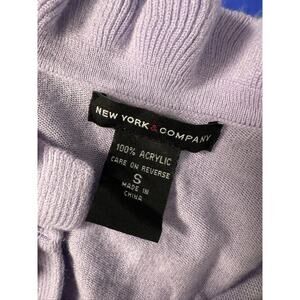 NEW YORK & COMPANY
100% ACRYLIC
CARE ON REVERSE
S
MADE IN
CHINA